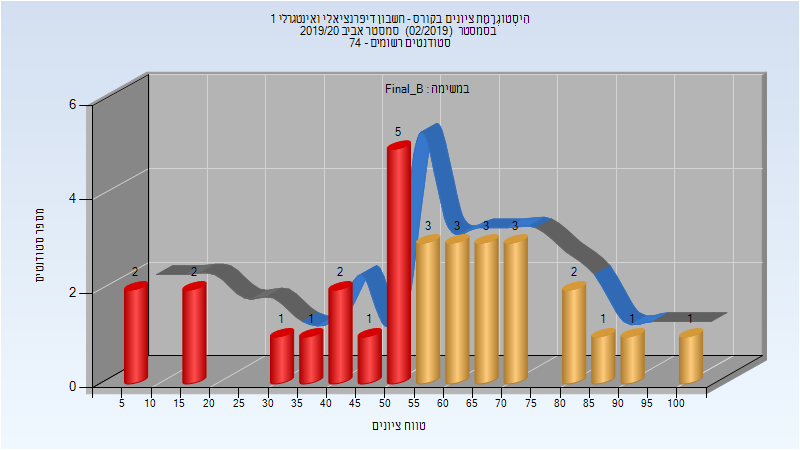 היסטוגרמת ציונים בקורס - חשבון דיפרנציאלי ואינטגרלי 1
בסמסטר (02/2019) סמסטר אביב 2019/20
סטודנטים רשומים - 74
במשימה : Final_B
מספר סטודנטים
6
4
2
0
2 2 1 1 2 1 5 3 3 3 3 2 1 1 1
5 10 15 20 25 30 35 40 45 50 55 60 65 70 75 80 85 90 95 100
טווח ציונים